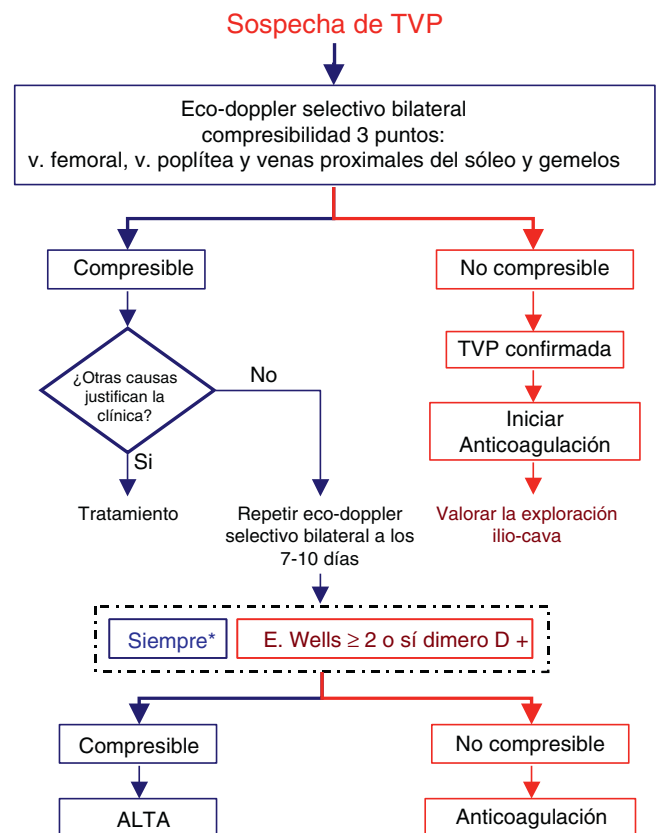 Sospecha de TVP
Eco-doppler selectivo bilateral
compresibilidad 3 puntos:
v. femoral, v. poplítea y venas proximales del sóleo y gemelos
Compresible
No compresible
¿Otras causas
justifican la
clínica?
No
Si
TVP confirmada
Iniciar
Anticoagulación
Tratamiento
Repetir eco-doppler
selectivo bilateral a los
7-10 días
Valorar la exploración
ilio-cava
Siempre*
E. Wells ≥ 2 o sí dimero D +
Compresible
No compresible
ALTA
Anticoagulación